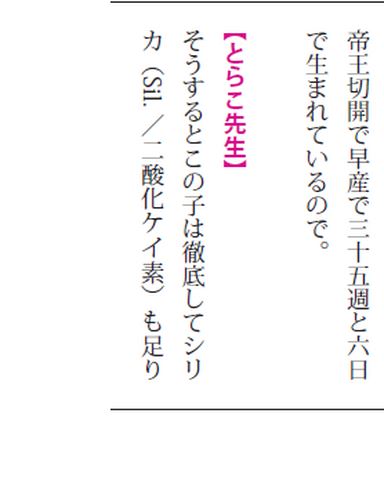 帝王切開で早産で三十五週と六日
で生まれているので。
【とらこ先生】
そうするとこの子は徹底してシリ
カ（Sil. ／二酸化ケイ素）も足り